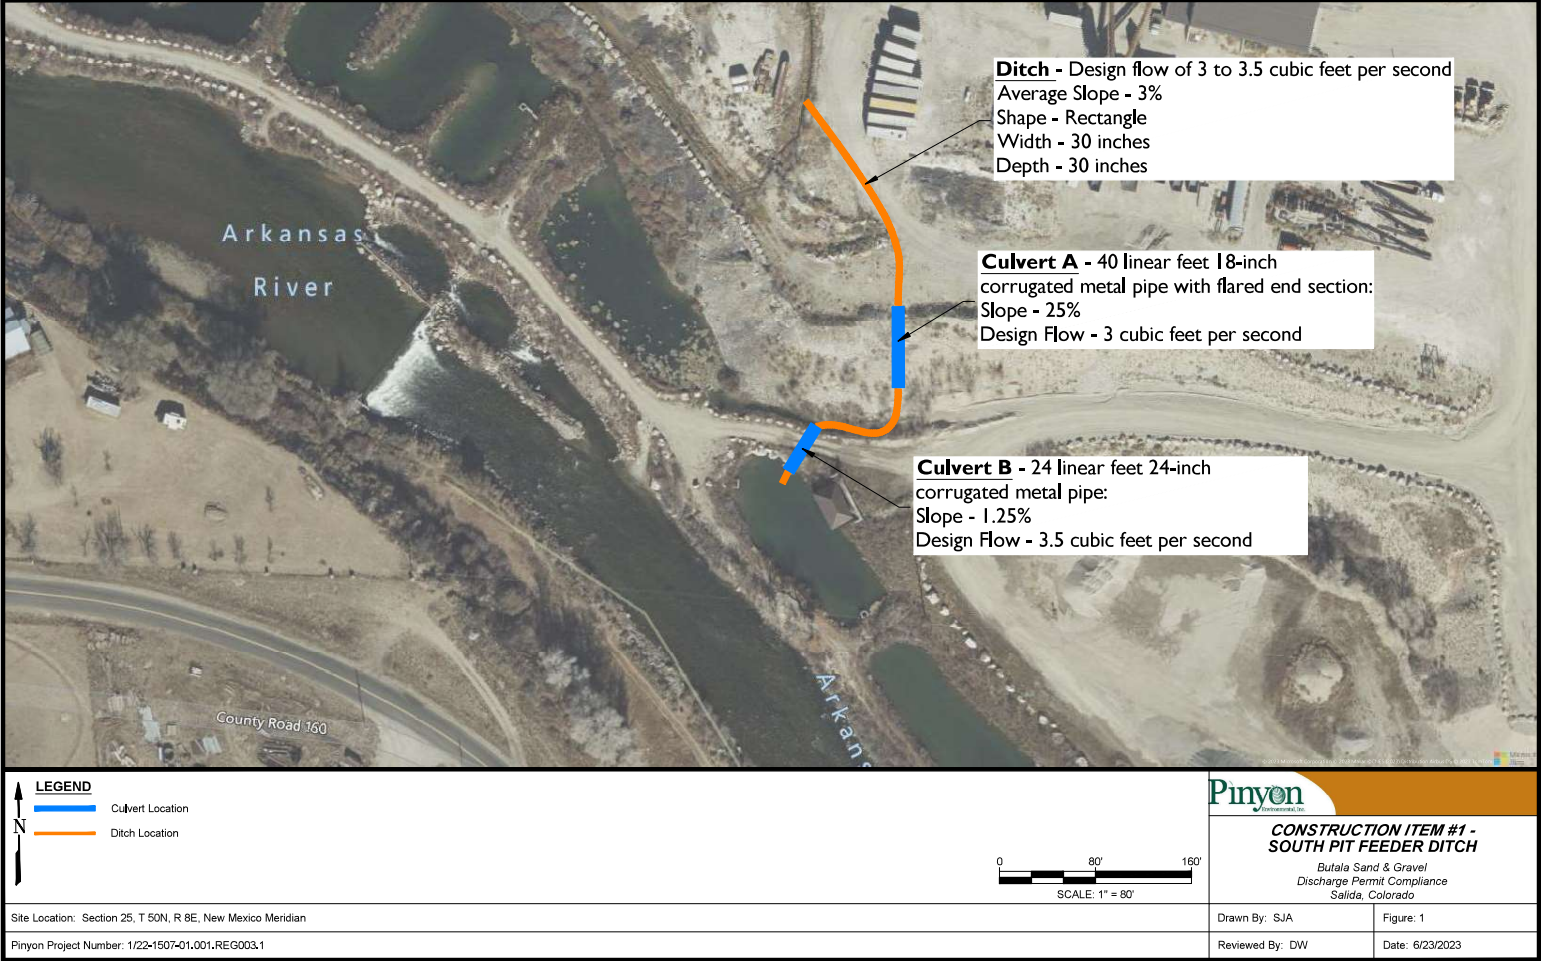 Ditch - Design flow of 3 to 3.5 cubic feet per second
Average Slope - 3%
Shape - Rectangle
Width - 30 inches
Depth - 30 inches
Arkansas
River
Culvert A - 40 linear feet 18-inch
corrugated metal pipe with flared end section:
Slope - 25%
Design Flow - 3 cubic feet per second
Culvert B - 24 linear feet 24-inch
corrugated metal pipe:
Slope - 1.25%
Design Flow - 3.5 cubic feet per second
Arkans
County Road 160
LEGEND
Culvert Location
Ditch Location
N
0 80' 160'
SCALE: 1" = 80'
Pinyon
Environmental, Inc.
CONSTRUCTION ITEM #1 -
SOUTH PIT FEEDER DITCH
Butala Sand & Gravel
Discharge Permit Compliance
Salida, Colorado
Site Location: Section 25, T 50N, R 8E, New Mexico Meridian
Drawn By: SJA
Figure: 1
Pinyon Project Number: 1/22-1507-01.001.REG003.1
Reviewed By: DW
Date: 6/23/2023